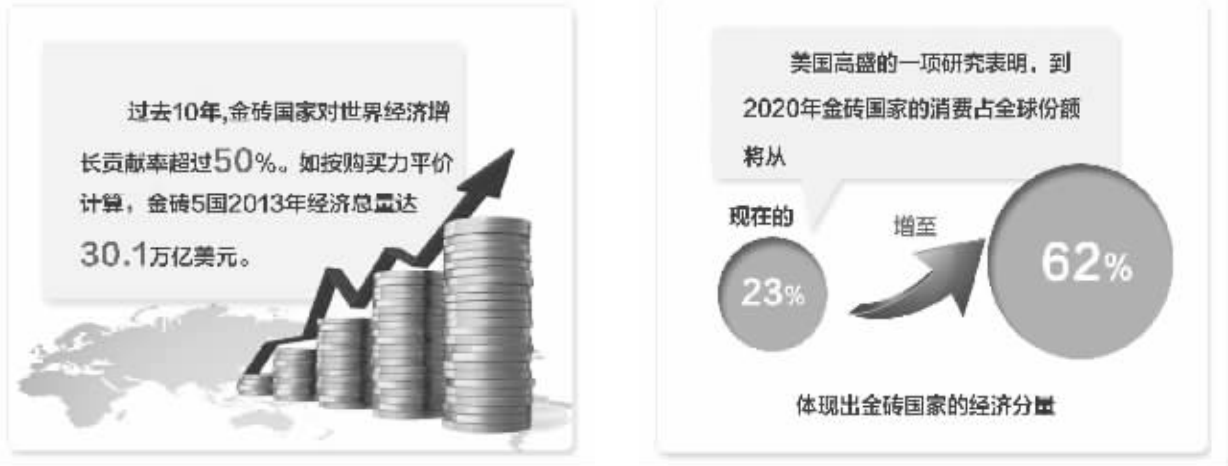 过去10年,金砖国家对世界经济增
长贡献率超过50%。如按购买力平价
计算，金砖5国2013年经济总量达
30.1万亿美元。
美国高盛的一项研究表明，到
2020年金砖国家的消费占全球份额
将从
现在的
23%
增至
62%
体现出金砖国家的经济分量